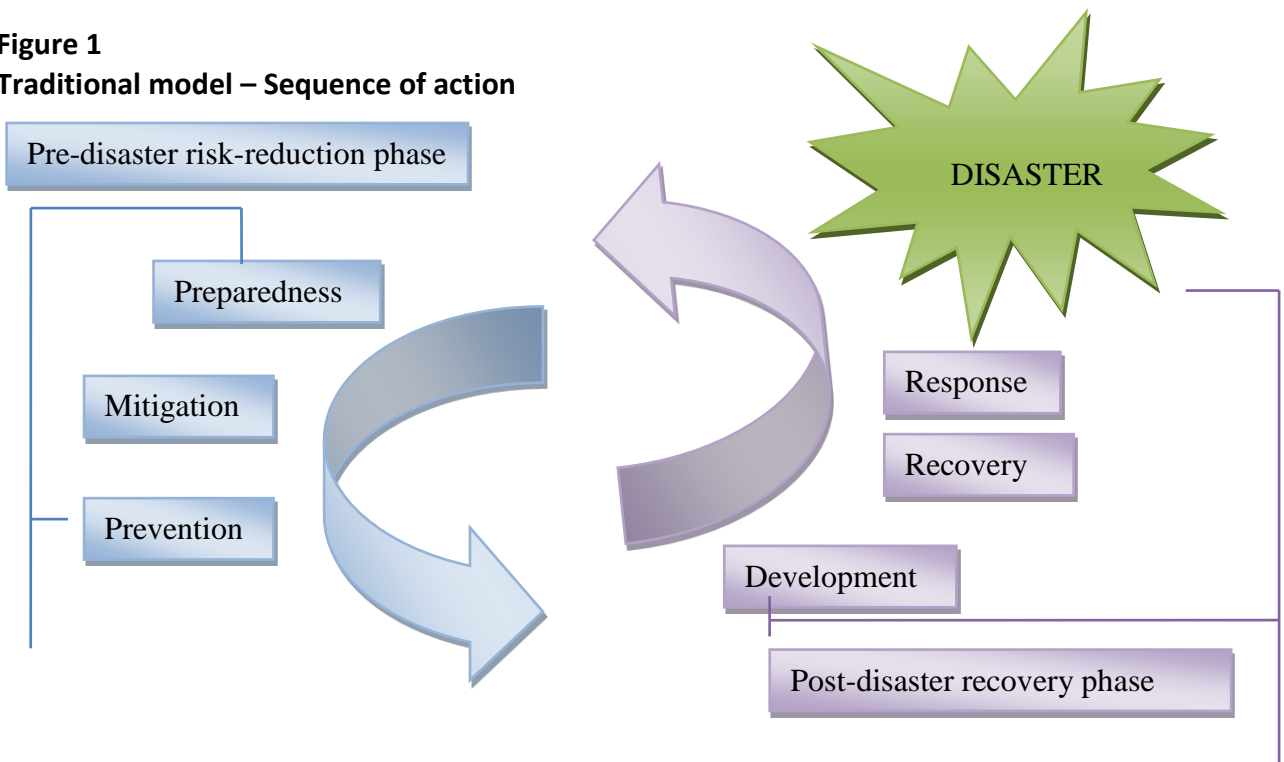 Figure 1
Traditional model – Sequence of action
Pre-disaster risk-reduction phase
DISASTER
Preparedness
Mitigation
Prevention
Response
Recovery
Development
Post-disaster recovery phase